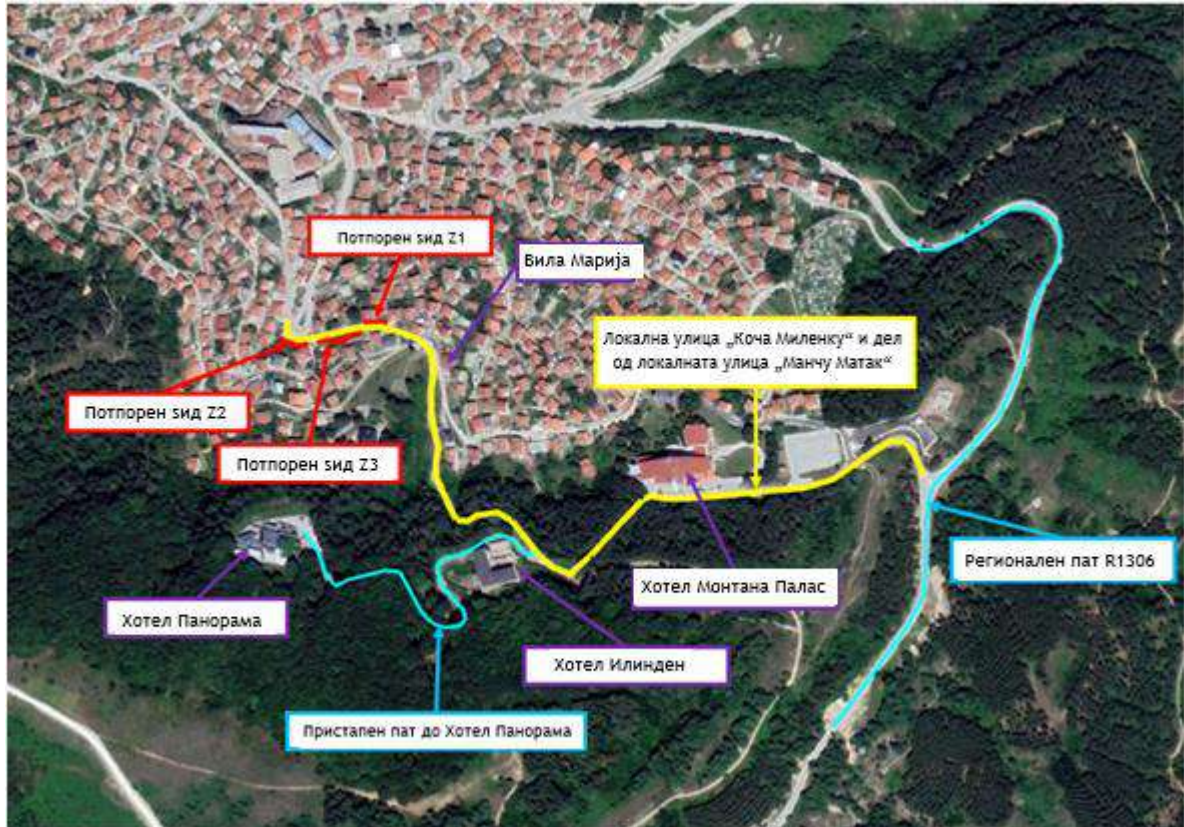 Потпорен ѕид Z1
Вила Марија
Локална улица „Коча Миленку“ и дел
од локалната улица „Манчу Матак“
Потпорен ѕид Z2
Потпорен ѕид Z3
Регионален пат R1306
Хотел Монтана Палас
Хотел Панорама
Хотел Илинден
Пристапен пат до Хотел Панорама